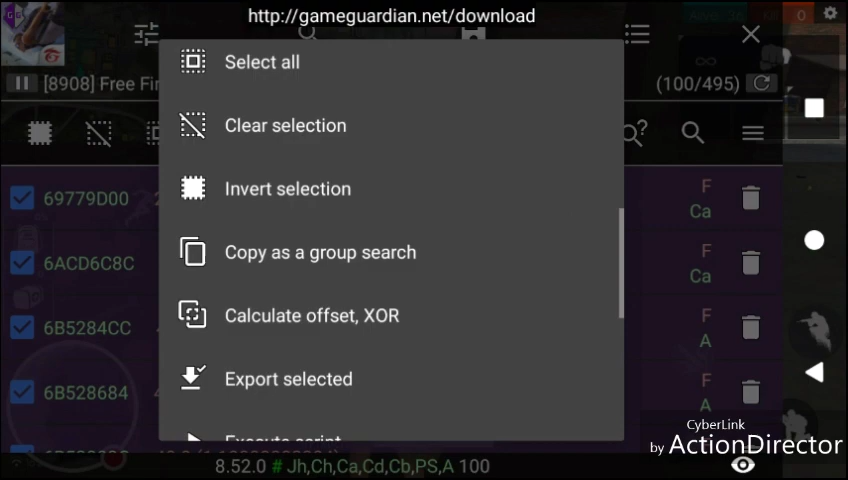 http://gameguardian.net/download
[8908] Free Fir
(100/495)
Select all
Clear selection
Invert selection
Copy as a group search
Calculate offset, XOR
Export selected
Execute script
69779D00
F
Ca
6ACD6C8C
F
Ca
6B5284CC
F
A
6B528684
F
A
8.52.0 # Jh,Ch,Ca,Cd,Cb,PS,A 100
CyberLink
by ActionDirector